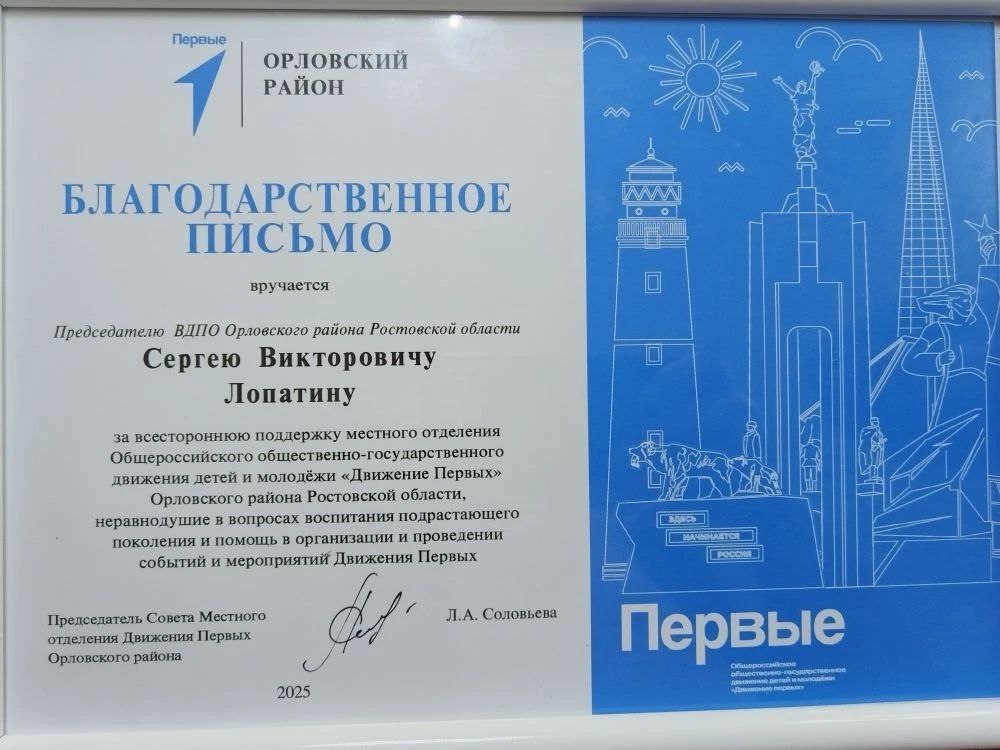 Первые
ОРЛОВСКИЙ
РАЙОН
БЛАГОДАРСТВЕННОЕ
ПИСЬМО
вручается
Председателю ВДПО Орловского района Ростовской области
Сергею Викторовичу
Лопатину
за всестороннюю поддержку местного отделения
Общероссийского общественно-государственного
движения детей и молодёжи «Движение Первых»
Орловского района Ростовской области,
неравнодушие в вопросах воспитания подрастающего
поколения и помощь в организации и проведении
событий и мероприятий Движения Первых
Председатель Совета Местного
отделения Движения Первых
Орловского района
Л.А. Соловьева
2025
ЗДЕСЬ
НАЧИНАЕТСЯ
РОССИЯ
Первые
Общероссийское
общественно-государственное
движение детей и молодёжи
«Движение первых»